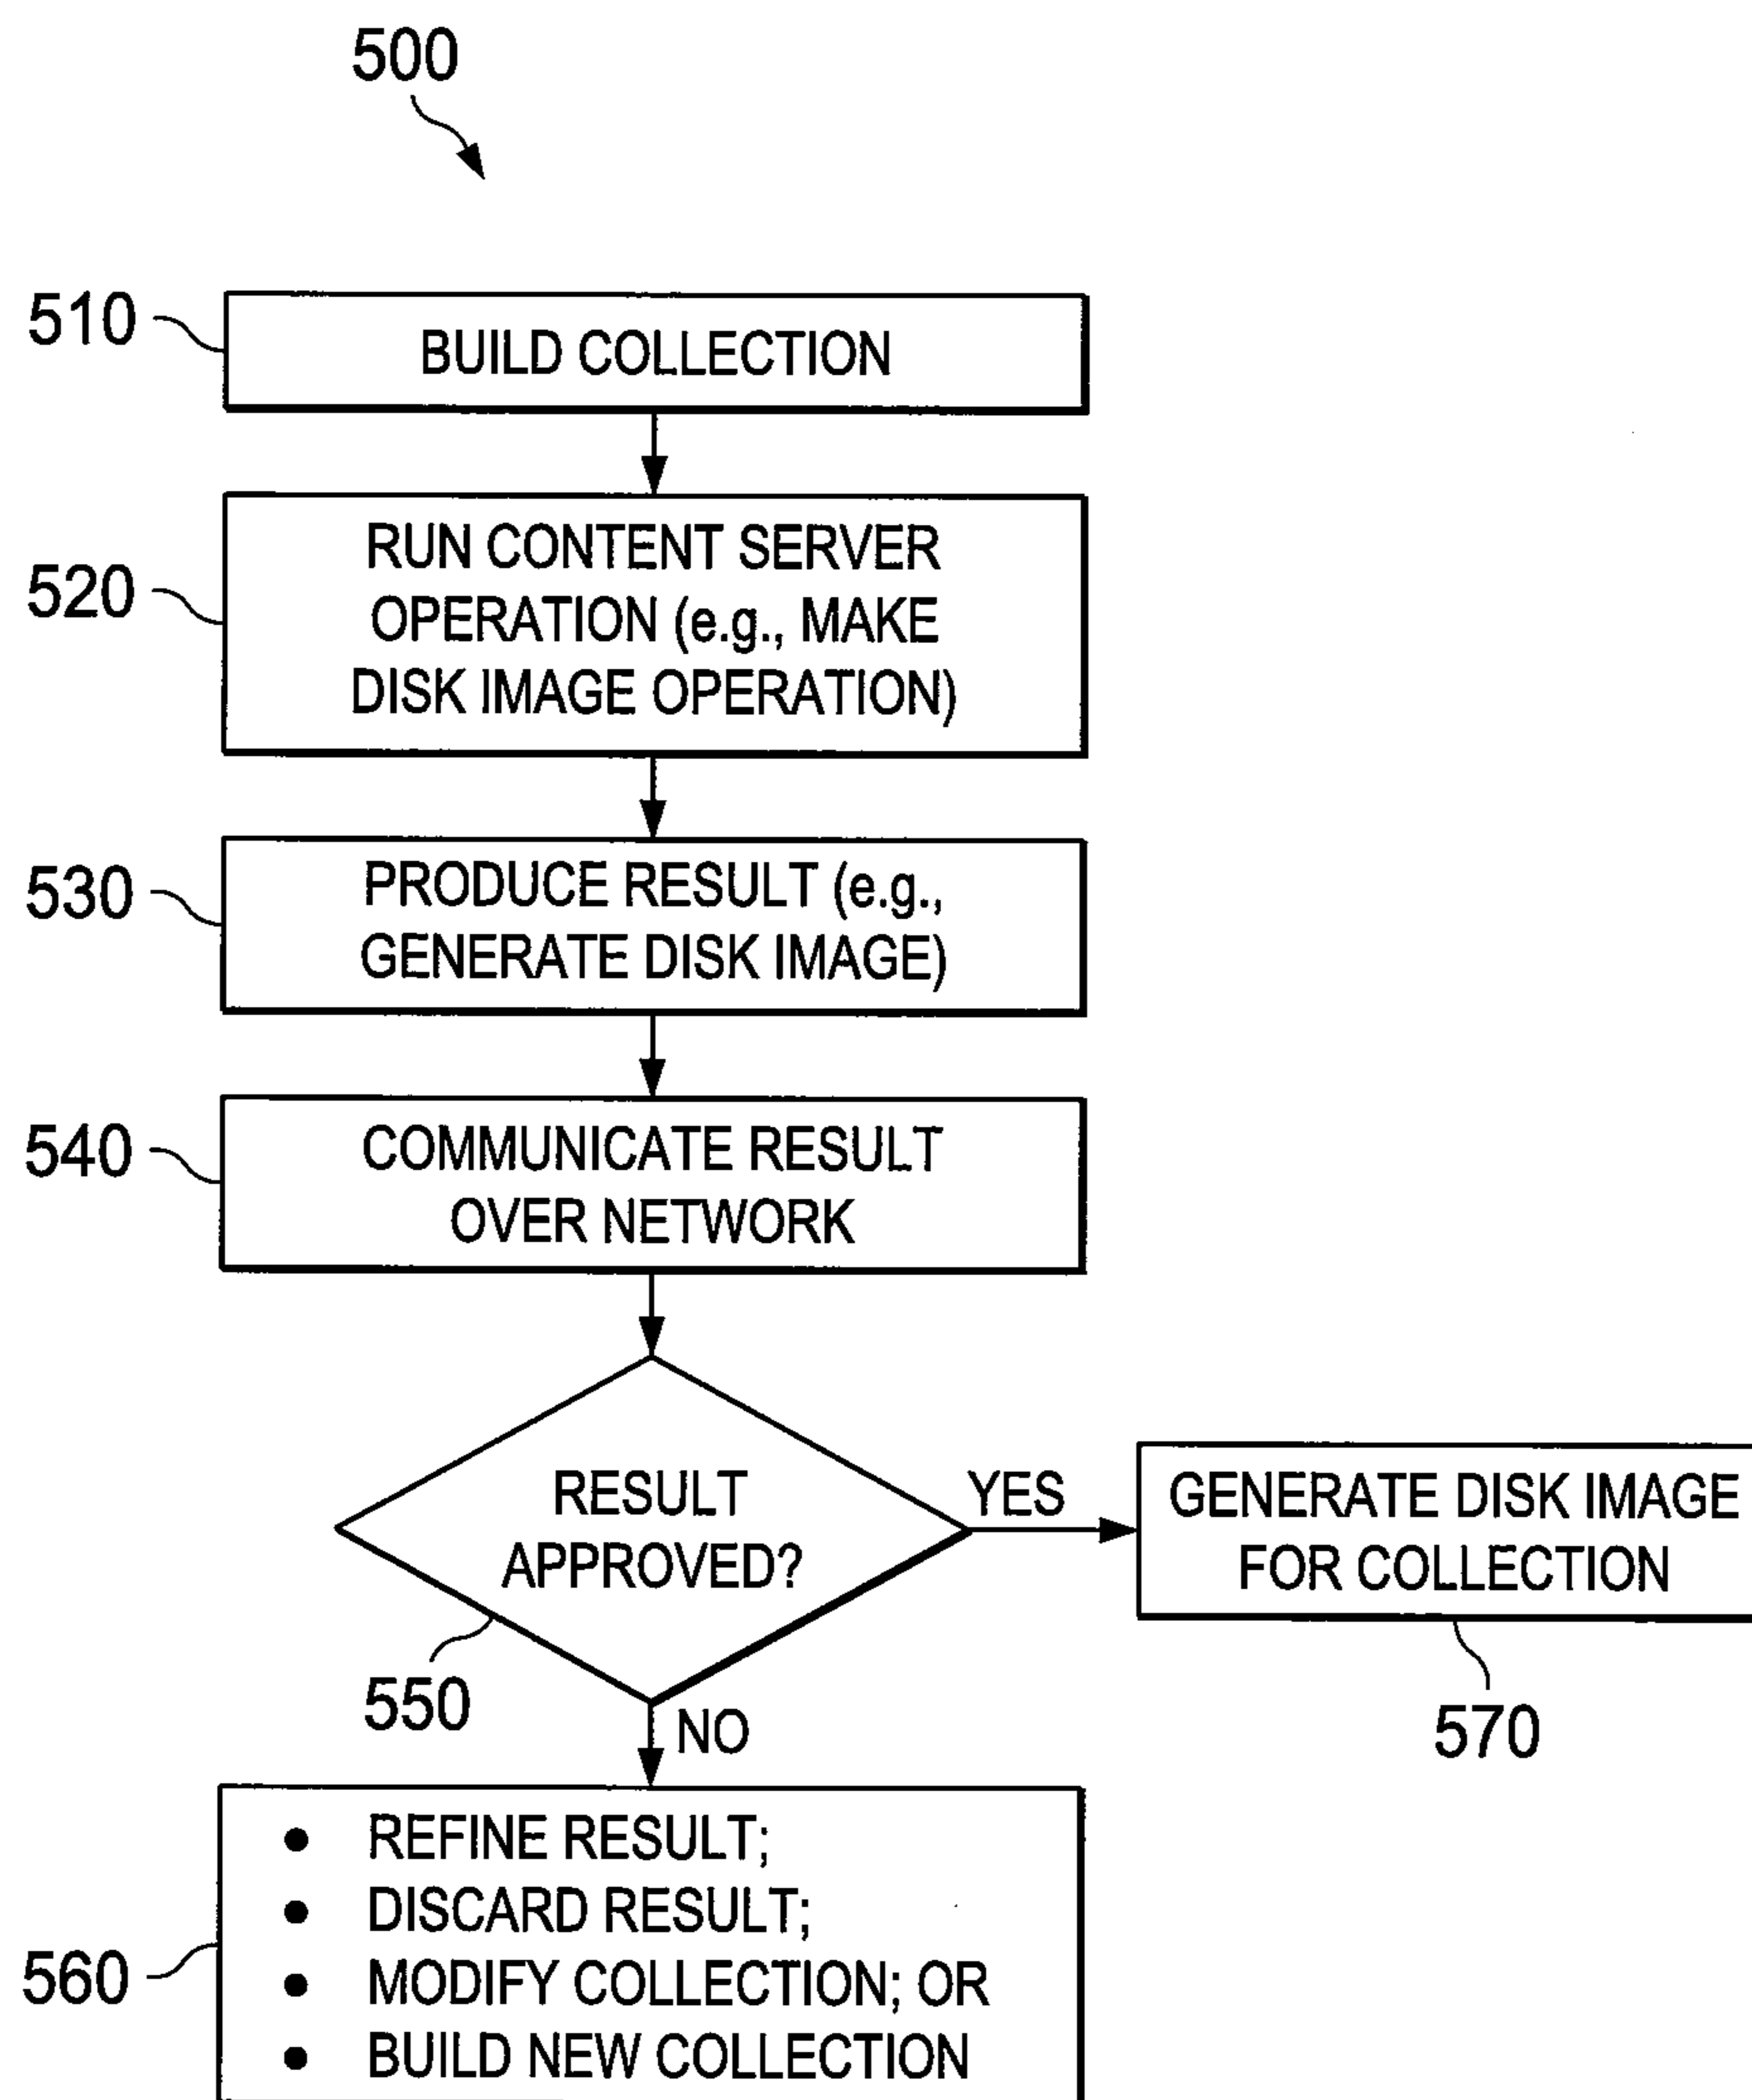 500
510
BUILD COLLECTION
520
RUN CONTENT SERVER
OPERATION (e.g., MAKE
DISK IMAGE OPERATION)
530
PRODUCE RESULT (e.g.,
GENERATE DISK IMAGE)
540
COMMUNICATE RESULT
OVER NETWORK
RESULT
APPROVED?
550
YES
GENERATE DISK IMAGE
FOR COLLECTION
570
NO
560
• REFINE RESULT;
• DISCARD RESULT;
• MODIFY COLLECTION; OR
• BUILD NEW COLLECTION